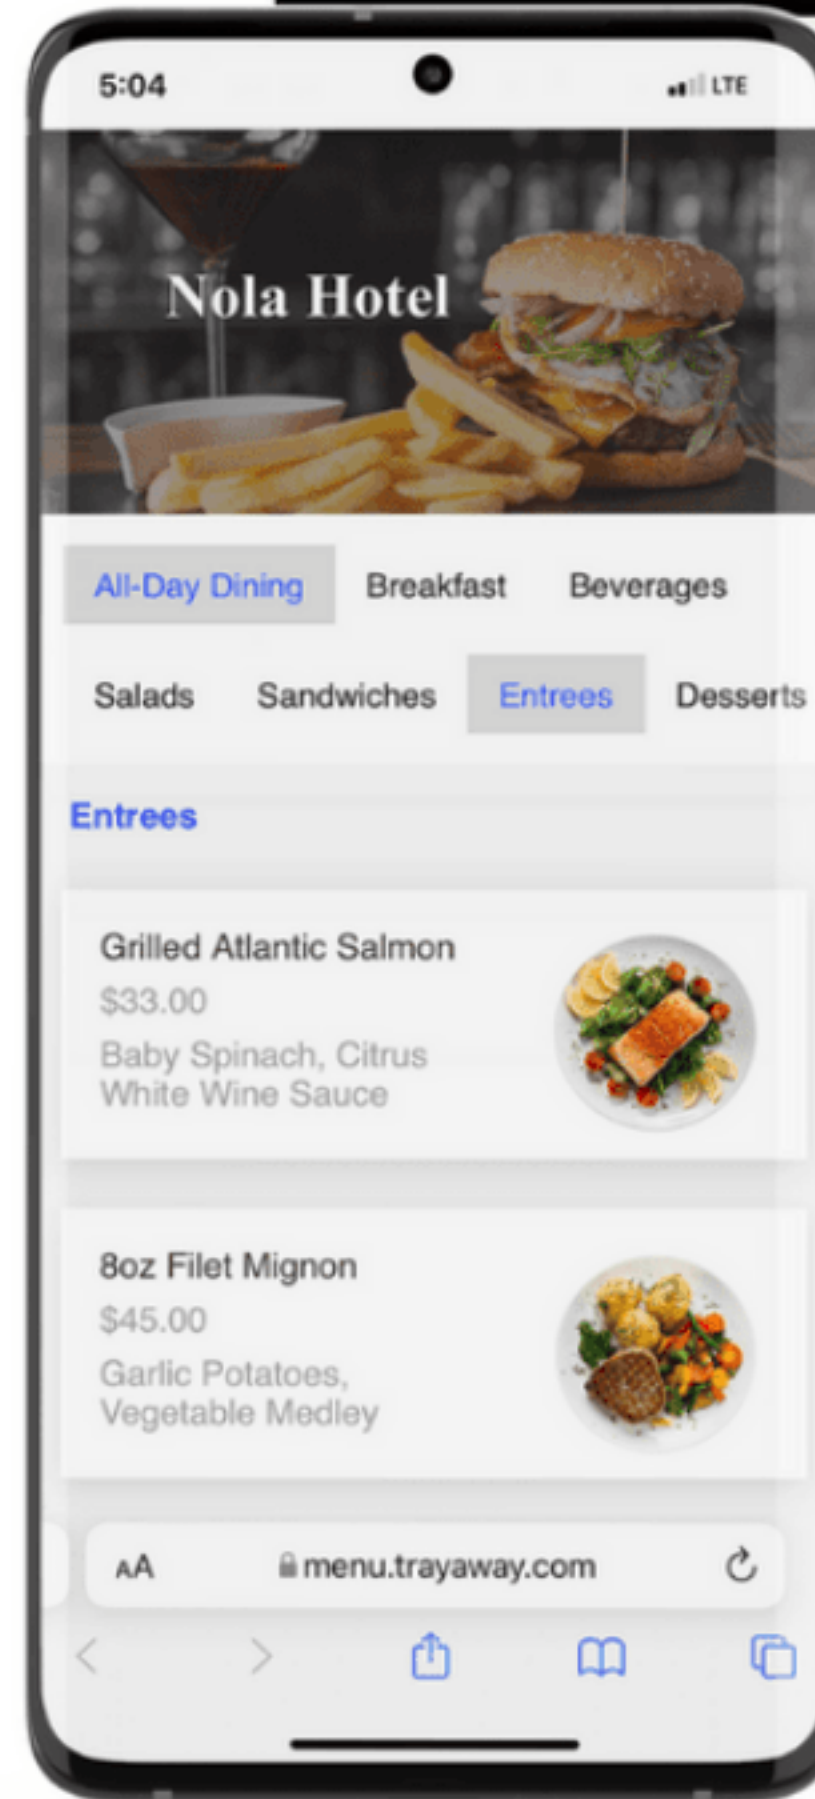 5:04
LTE
Nola Hotel
All-Day Dining Breakfast Beverages
Salads Sandwiches Entrees Desserts
Entrees
Grilled Atlantic Salmon
$33.00
Baby Spinach, Citrus
White Wine Sauce
8oz Filet Mignon
$45.00
Garlic Potatoes,
Vegetable Medley
AA menu.trayaway.com